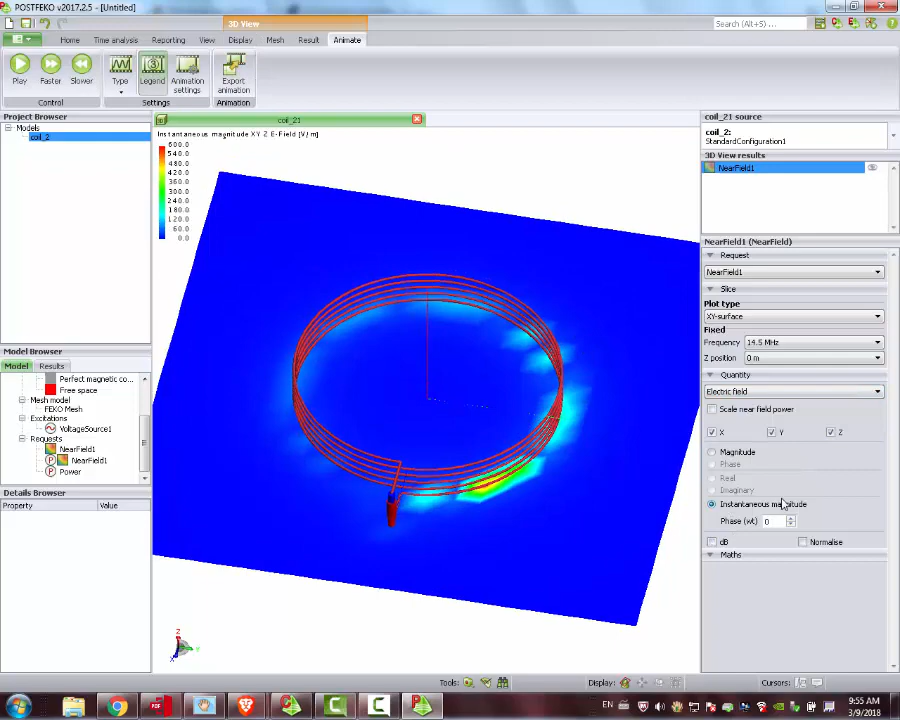 POSTFEKO v2017.2.5 - [Untitled]
3D View
Home Time analysis Reporting View Display Mesh Result Animate
Search (Alt+S) ...
Play Faster Slower Type Legend Animation settings Export animation
Control Settings Animation
Project Browser
Models
coil_2
Model Browser
Model Results
Perfect magnetic co...
Free space
Mesh model
FEKO Mesh
Excitations
VoltageSource1
Requests
NearField1
P NearField1
P Power
Details Browser
Property Value
coil_21
Instantaneous magnitude XY Z E-Field [V/m]
600.0
540.0
480.0
420.0
360.0
300.0
240.0
180.0
120.0
60.0
0.0
Z
X
Y
coil_21 source
coil_2:
StandardConfiguration1
3D View results
NearField1
NearField1 (NearField)
Request
NearField1
Slice
Plot type
XY-surface
Fixed
Frequency 14.5 MHz
Z position 0 m
Quantity
Electric field
Scale near field power
X Y Z
Magnitude
Phase
Real
Imaginary
Instantaneous magnitude
Phase (wt) 0
dB Normalise
Maths
Tools: Display: Cursors:
PDF
EN
9:55 AM
3/9/2018